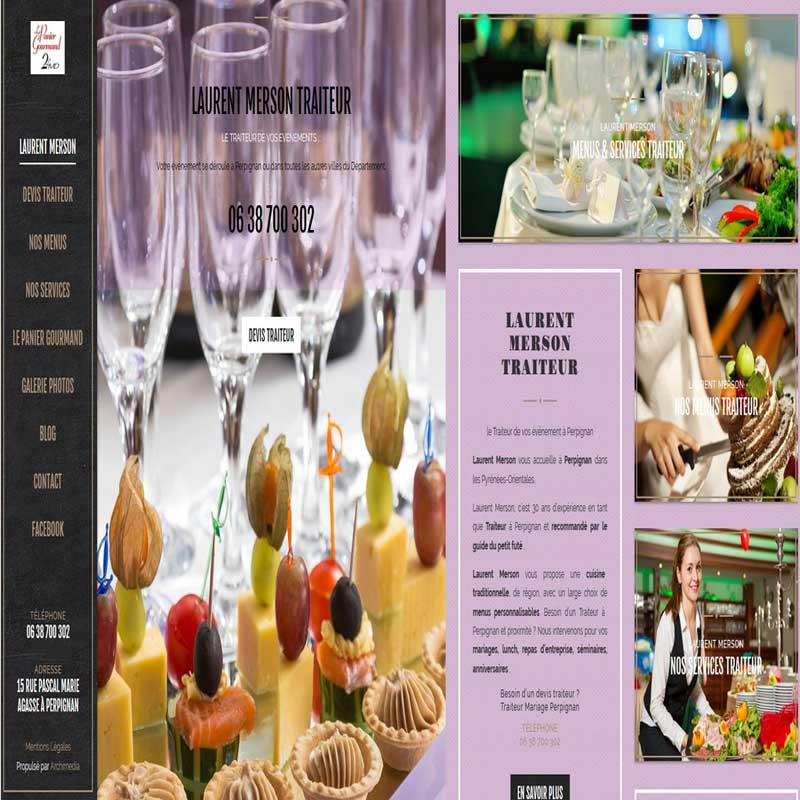 Le Panier
Gourmand
LAURENT MERSON
DEVIS TRAITEUR
NOS MENUS
NOS SERVICES
LE PANIER GOURMAND
GALERIE PHOTOS
BLOG
CONTACT
FACEBOOK
TÉLÉPHONE
06 38 700 302
ADRESSE
15 RUE PASCAL MARIE
AGASSE À PERPIGNAN
Mentions Légales
Propulsé par Archimedia
LAURENT MERSON TRAITEUR
LE TRAITEUR DE VOS ÉVÉNEMENTS
Votre événement se déroule a Perpignan ou dans toutes les autres villes du Département.
06 38 700 302
DEVIS TRAITEUR
LAURENT MERSON
MENUS & SERVICES TRAITEUR
LAURENT
MERSON
TRAITEUR
le Traiteur de vos évènement à Perpignan
Laurent Merson vous accueille à Perpignan dans
les Pyrénées-Orientales.
Laurent Merson, c'est 30 ans d'expérience en tant
que Traiteur à Perpignan et recommandé par le
guide du petit futé.
Laurent Merson vous propose une cuisine
traditionnelle, de région, avec un large choix de
menus personnalisables. Besoin d'un Traiteur à
Perpignan et proximité ? Nous intervenons pour vos
mariages, lunch, repas d'entreprise, séminaires,
anniversaires.
Besoin d'un devis traiteur ?
Traiteur Mariage Perpignan
TÉLÉPHONE
06 38 700 302
EN SAVOIR PLUS
LAURENT MERSON
NOS MENUS TRAITEUR
LAURENT MERSON
NOS SERVICES TRAITEUR